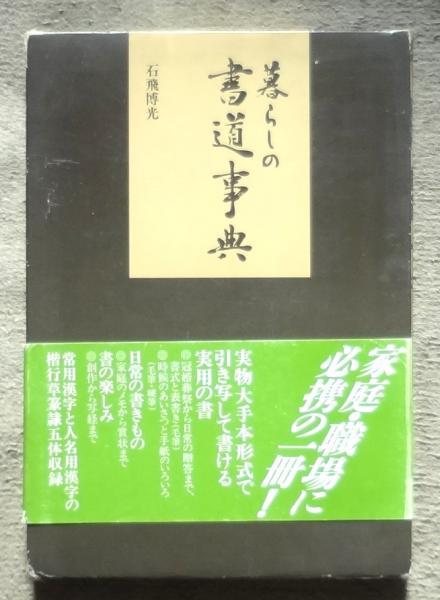 暮らしの
書道事典
石飛博光
家庭・職場に
必携の一冊!
実物大手本形式で
引き写して書ける
実用の書
◎冠婚葬祭から日常の贈答まで、
書式と表書き(毛筆)
◎時候のあいさつと手紙のいろいろ
(毛筆・硬筆)
日常の書きもの
◎家庭のメモから賞状まで
書の楽しみ
◎創作から写経まで
常用漢字と人名用漢字の
楷行草篆隷五体収録